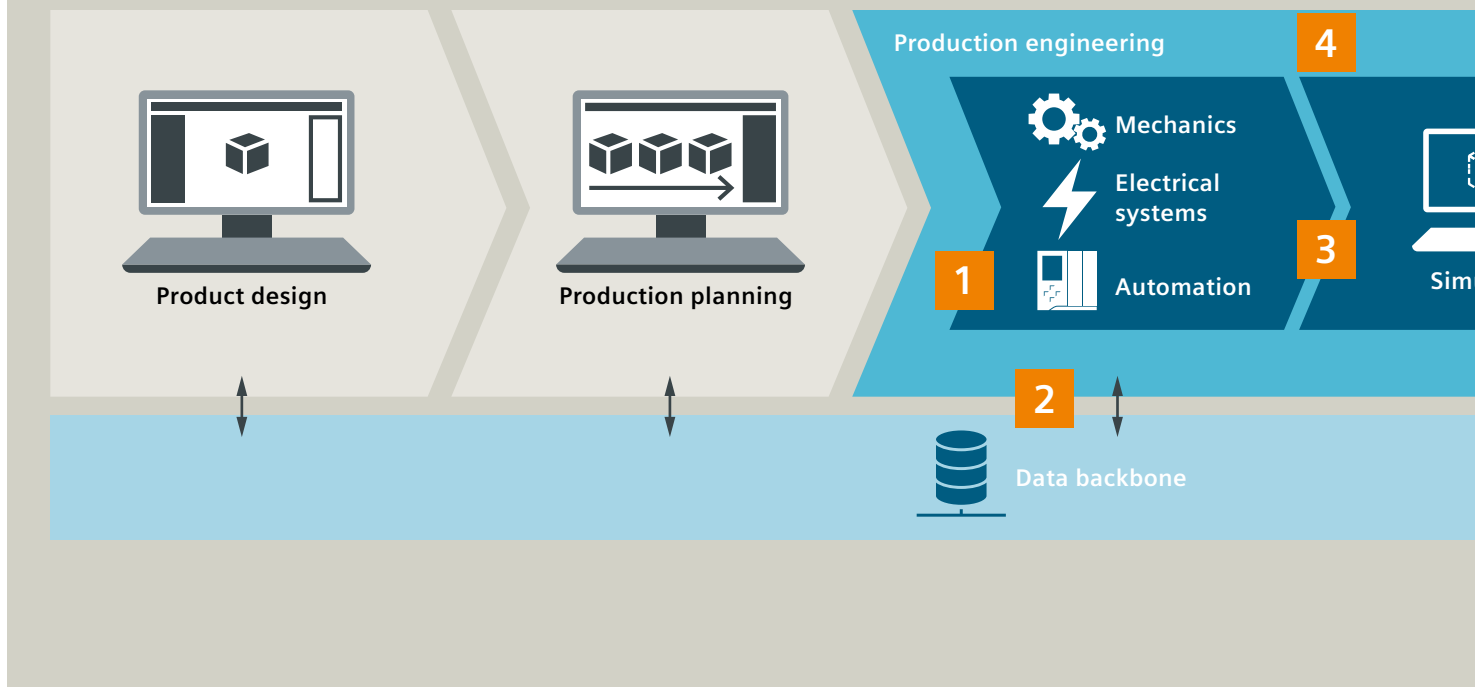 Production engineering
4
Mechanics
Electrical
systems
3
1
Automation
Product design
Production planning
2
Data backbone